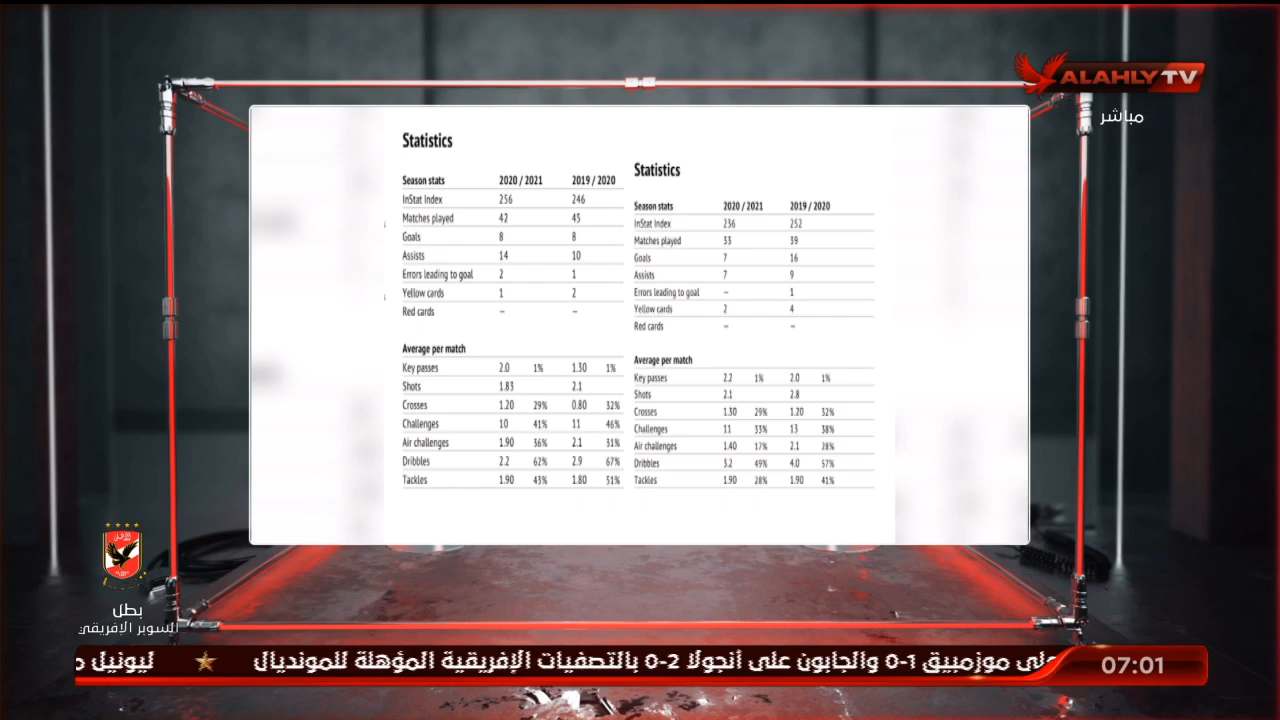 ALAHLY TV
مباشر
Statistics
Season stats 2020 / 2021 2019 / 2020
InStat Index 256 246
Matches played 42 45
Goals 8 8
Assists 14 10
Errors leading to goal 2 1
Yellow cards 1 2
Red cards – –
Average per match
Key passes 2.0 1% 1.30 1%
Shots 1.83 2.1
Crosses 1.20 29% 0.80 32%
Challenges 10 41% 11 46%
Air challenges 1.90 36% 2.1 31%
Dribbles 2.2 62% 2.9 67%
Tackles 1.90 43% 1.80 51%
Statistics
Season stats 2020 / 2021 2019 / 2020
InStat Index 236 252
Matches played 33 39
Goals 7 16
Assists 7 9
Errors leading to goal – 1
Yellow cards 2 4
Red cards – –
Average per match
Key passes 2.2 1% 2.0 1%
Shots 2.1 2.8
Crosses 1.30 29% 1.20 32%
Challenges 11 33% 13 38%
Air challenges 1.40 17% 2.1 28%
Dribbles 3.2 49% 4.0 57%
Tackles 1.90 28% 1.90 41%
بطل
السوبر الإفريقي
موزمبيق 1-0 والجابون على أنجولا 2-0 بالتصفيات الإفريقية المؤهلة للمونديال ★ ليونيل
07:01